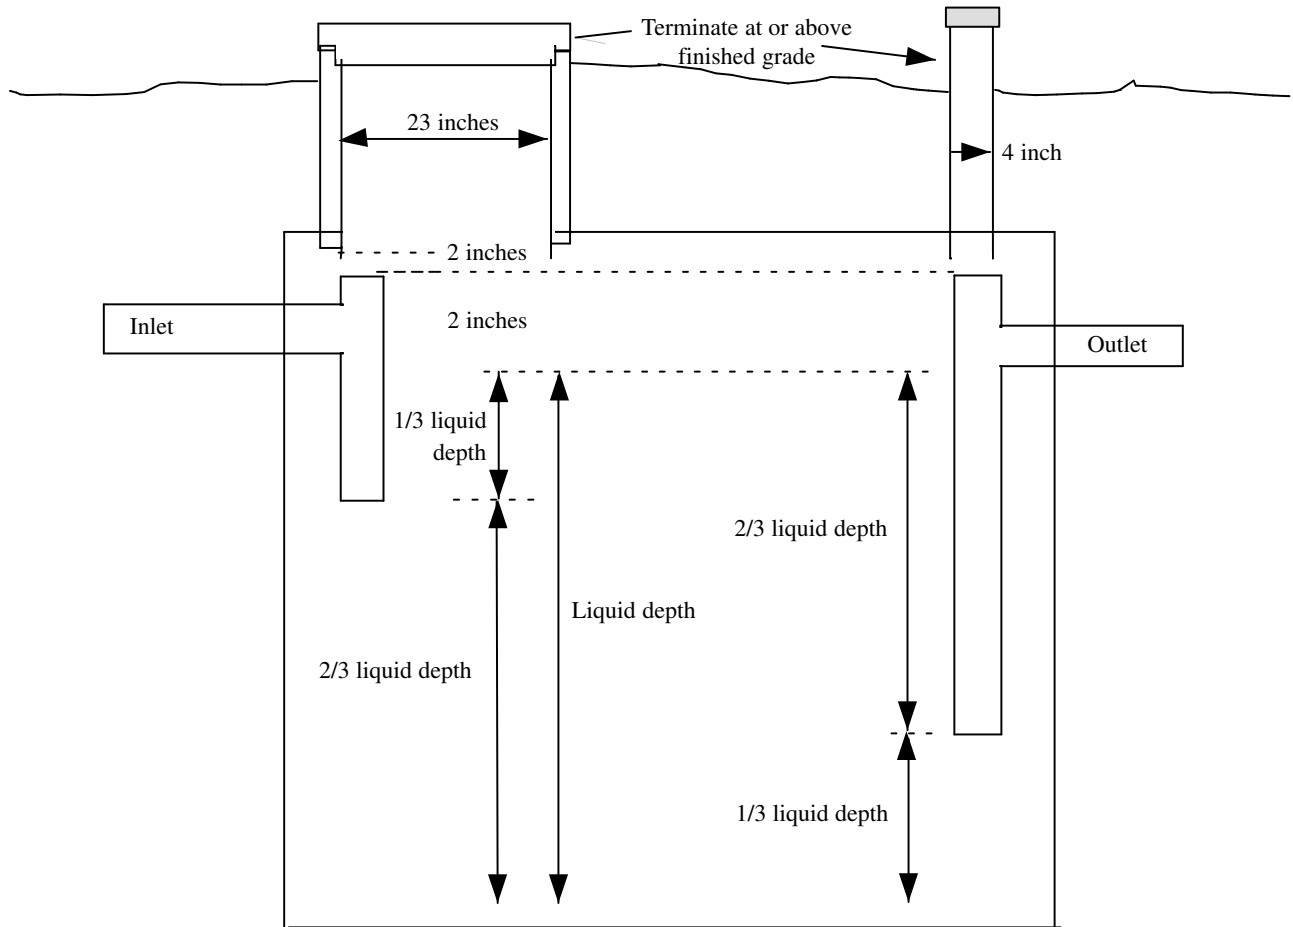 Terminate at or above
finished grade
23 inches
4 inch
2 inches
Inlet
2 inches
Outlet
1/3 liquid
depth
2/3 liquid depth
Liquid depth
2/3 liquid depth
1/3 liquid depth